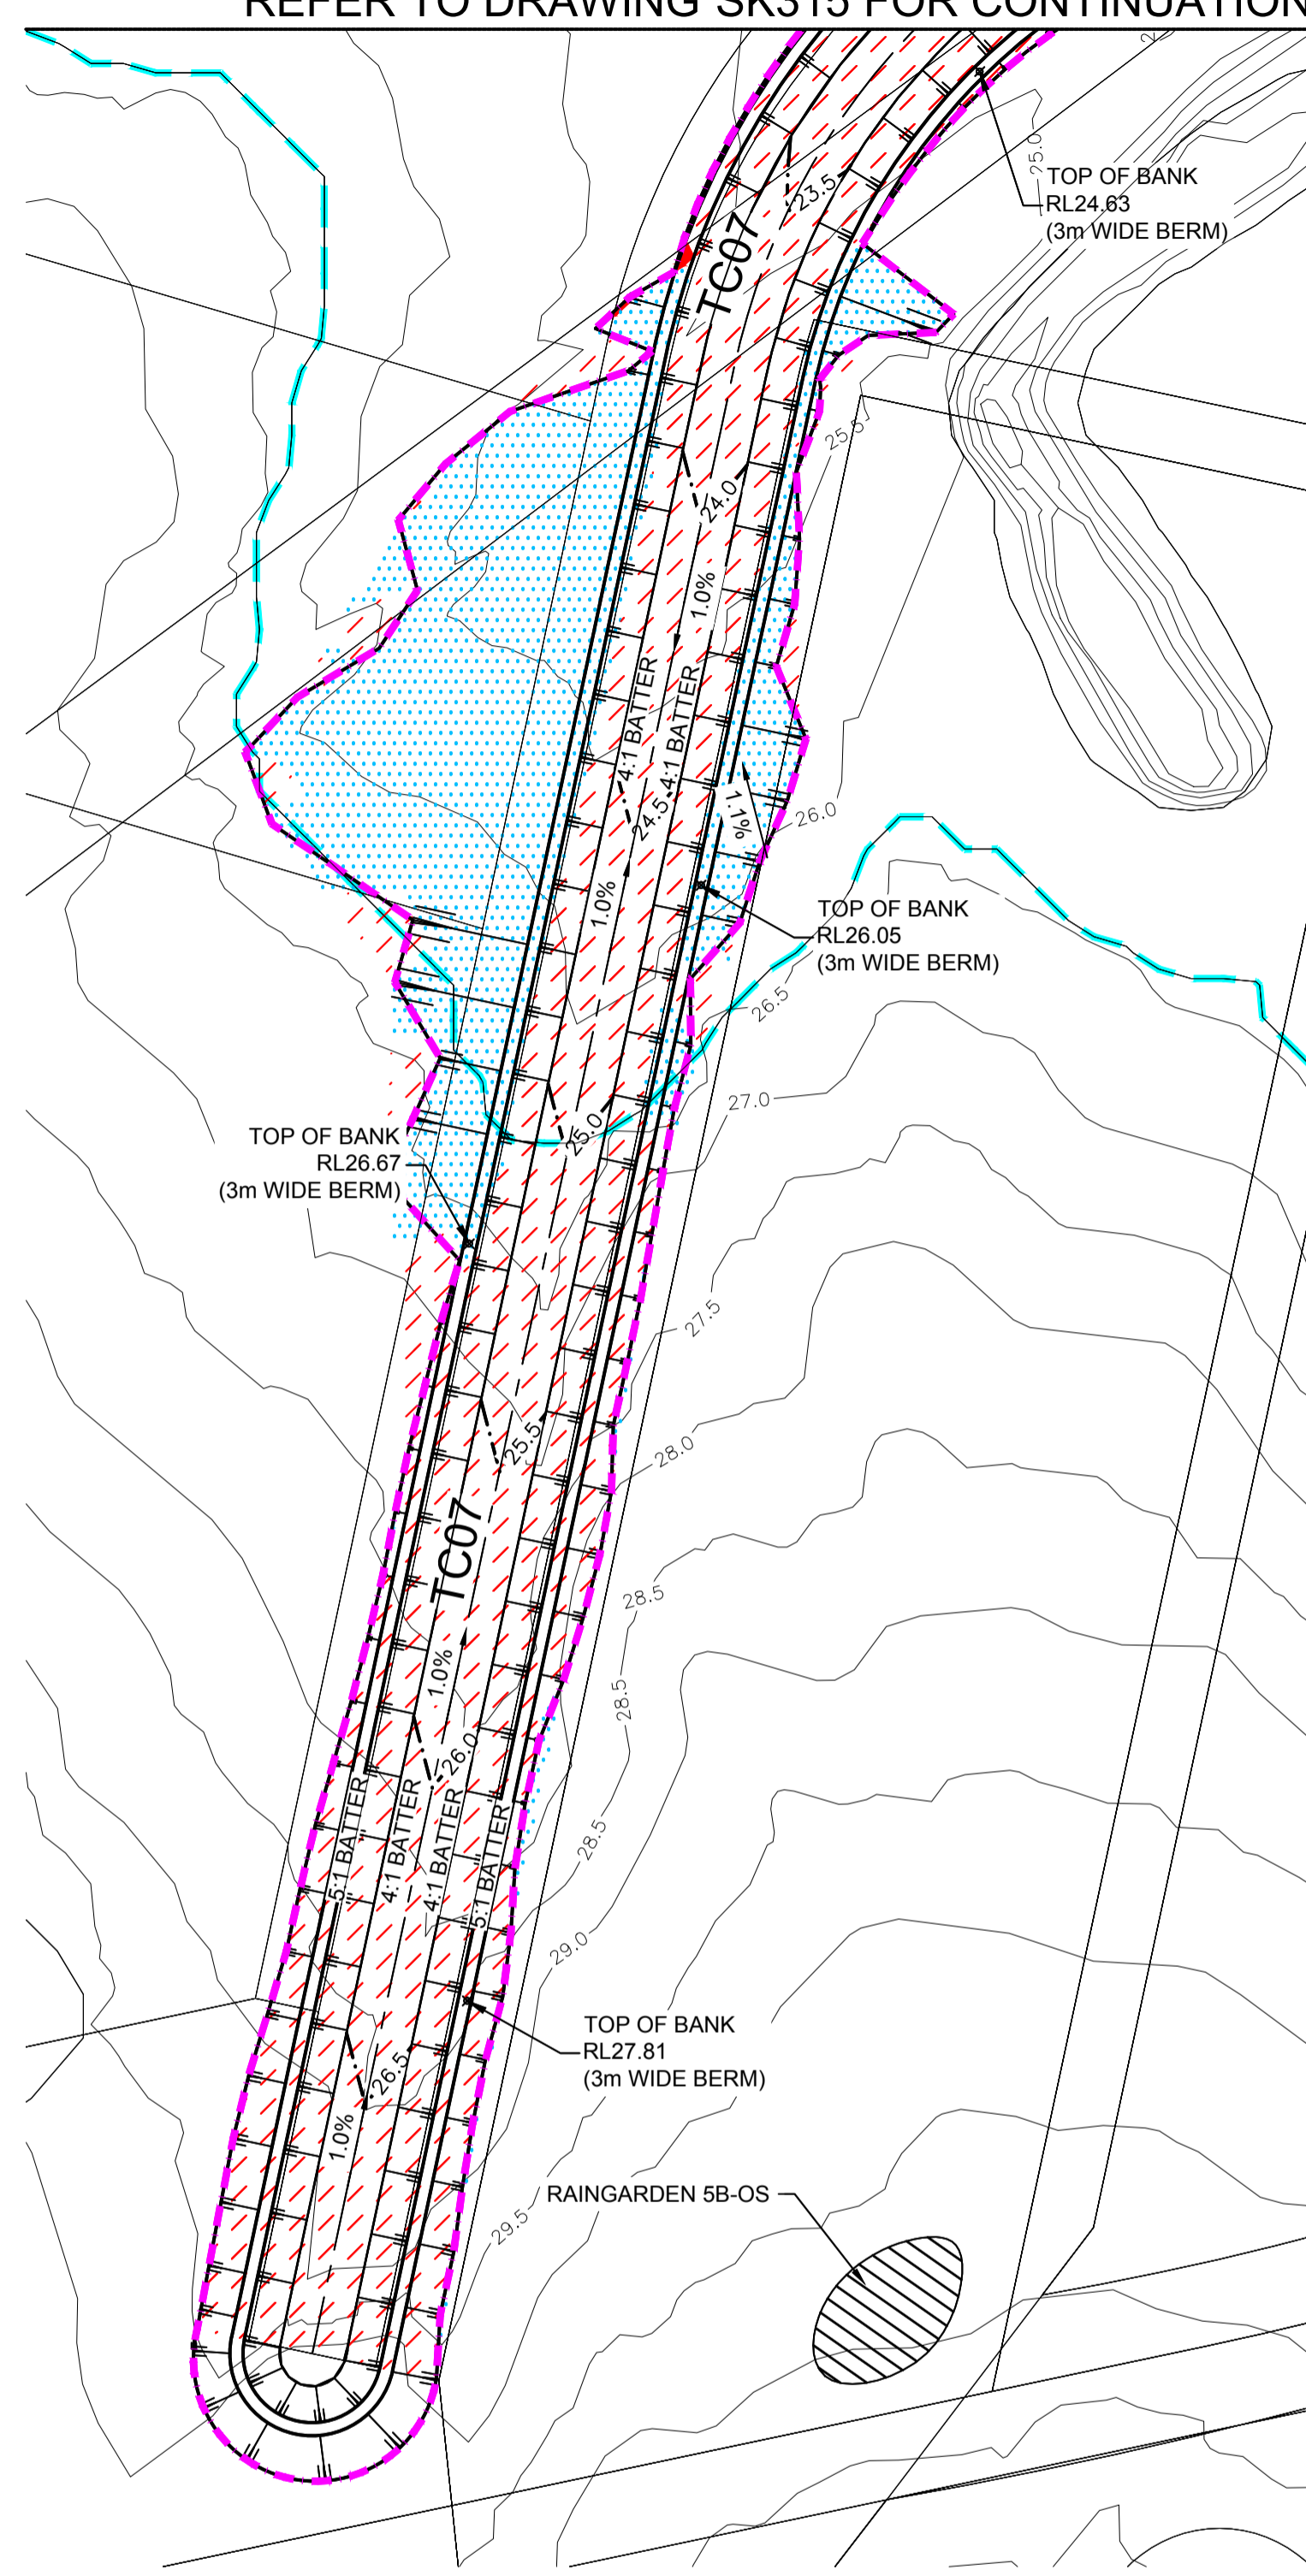 REFER TO DRAWING SK315 FOR CONTINUATION
25.0
TOP OF BANK
RL24.63
(3m WIDE BERM)
23.5
TC07
25.5
24.0
1.0%
4:1 BATTER
4:1 BATTER
24.5
1.1%
26.0
1.0%
TOP OF BANK
RL26.05
(3m WIDE BERM)
26.5
27.0
25.0
TOP OF BANK
RL26.67
(3m WIDE BERM)
27.5
25.5
28.0
TC07
28.5
1.0%
28.5
26.0
5:1 BATTER
4:1 BATTER
4:1 BATTER
5:1 BATTER
28.5
29.0
TOP OF BANK
RL27.81
(3m WIDE BERM)
26.5
1.0%
RAINGARDEN 5B-OS
29.5